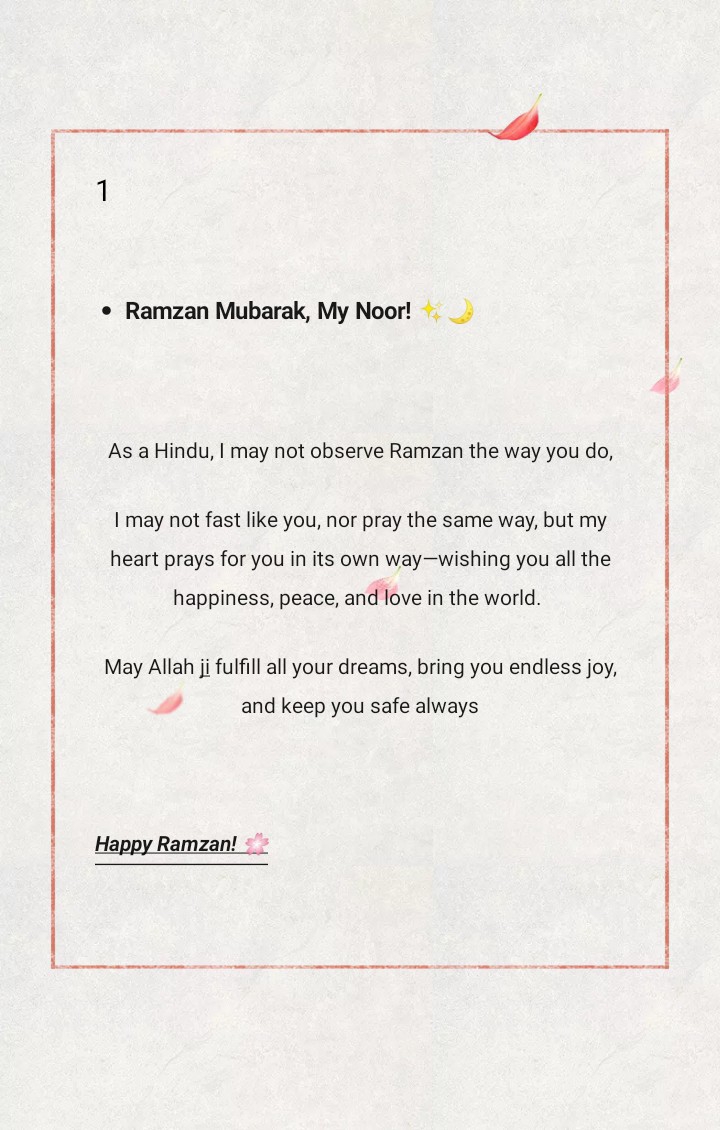 1
• Ramzan Mubarak, My Noor! ✨🌙
As a Hindu, I may not observe Ramzan the way you do,
I may not fast like you, nor pray the same way, but my
heart prays for you in its own way—wishing you all the
happiness, peace, and love in the world.
May Allah ji fulfill all your dreams, bring you endless joy,
and keep you safe always
Happy Ramzan! 🌸